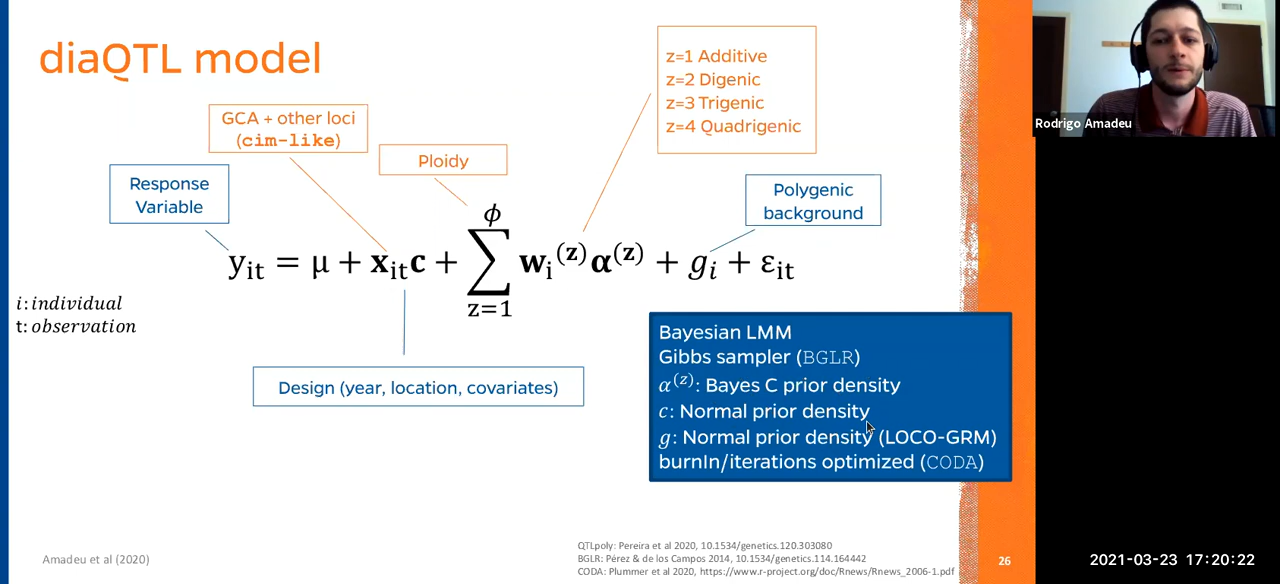 diaQTL model
z=1 Additive
z=2 Digenic
z=3 Trigenic
z=4 Quadrigenic
GCA + other loci
(cim-like)
Ploidy
Response
Variable
Polygenic
background
y_it = μ + x_it c + ∑_{z=1}^{ϕ} w_i^(z) α^(z) + g_i + ε_it
i: individual
t: observation
Design (year, location, covariates)
Bayesian LMM
Gibbs sampler (BGLR)
α^(z): Bayes C prior density
c: Normal prior density
g: Normal prior density (LOCO-GRM)
burnIn/iterations optimized (CODA)
Amadeu et al (2020)
QTLpoly: Pereira et al 2020, 10.1534/genetics.120.303080
BGLR: Pérez & de los Campos 2014, 10.1534/genetics.114.164442
CODA: Plummer et al, https://www.r-project.org/doc/Rnews/Rnews_2006-1.pdf
26
Rodrigo Amadeu
2021-03-23 17:20:22